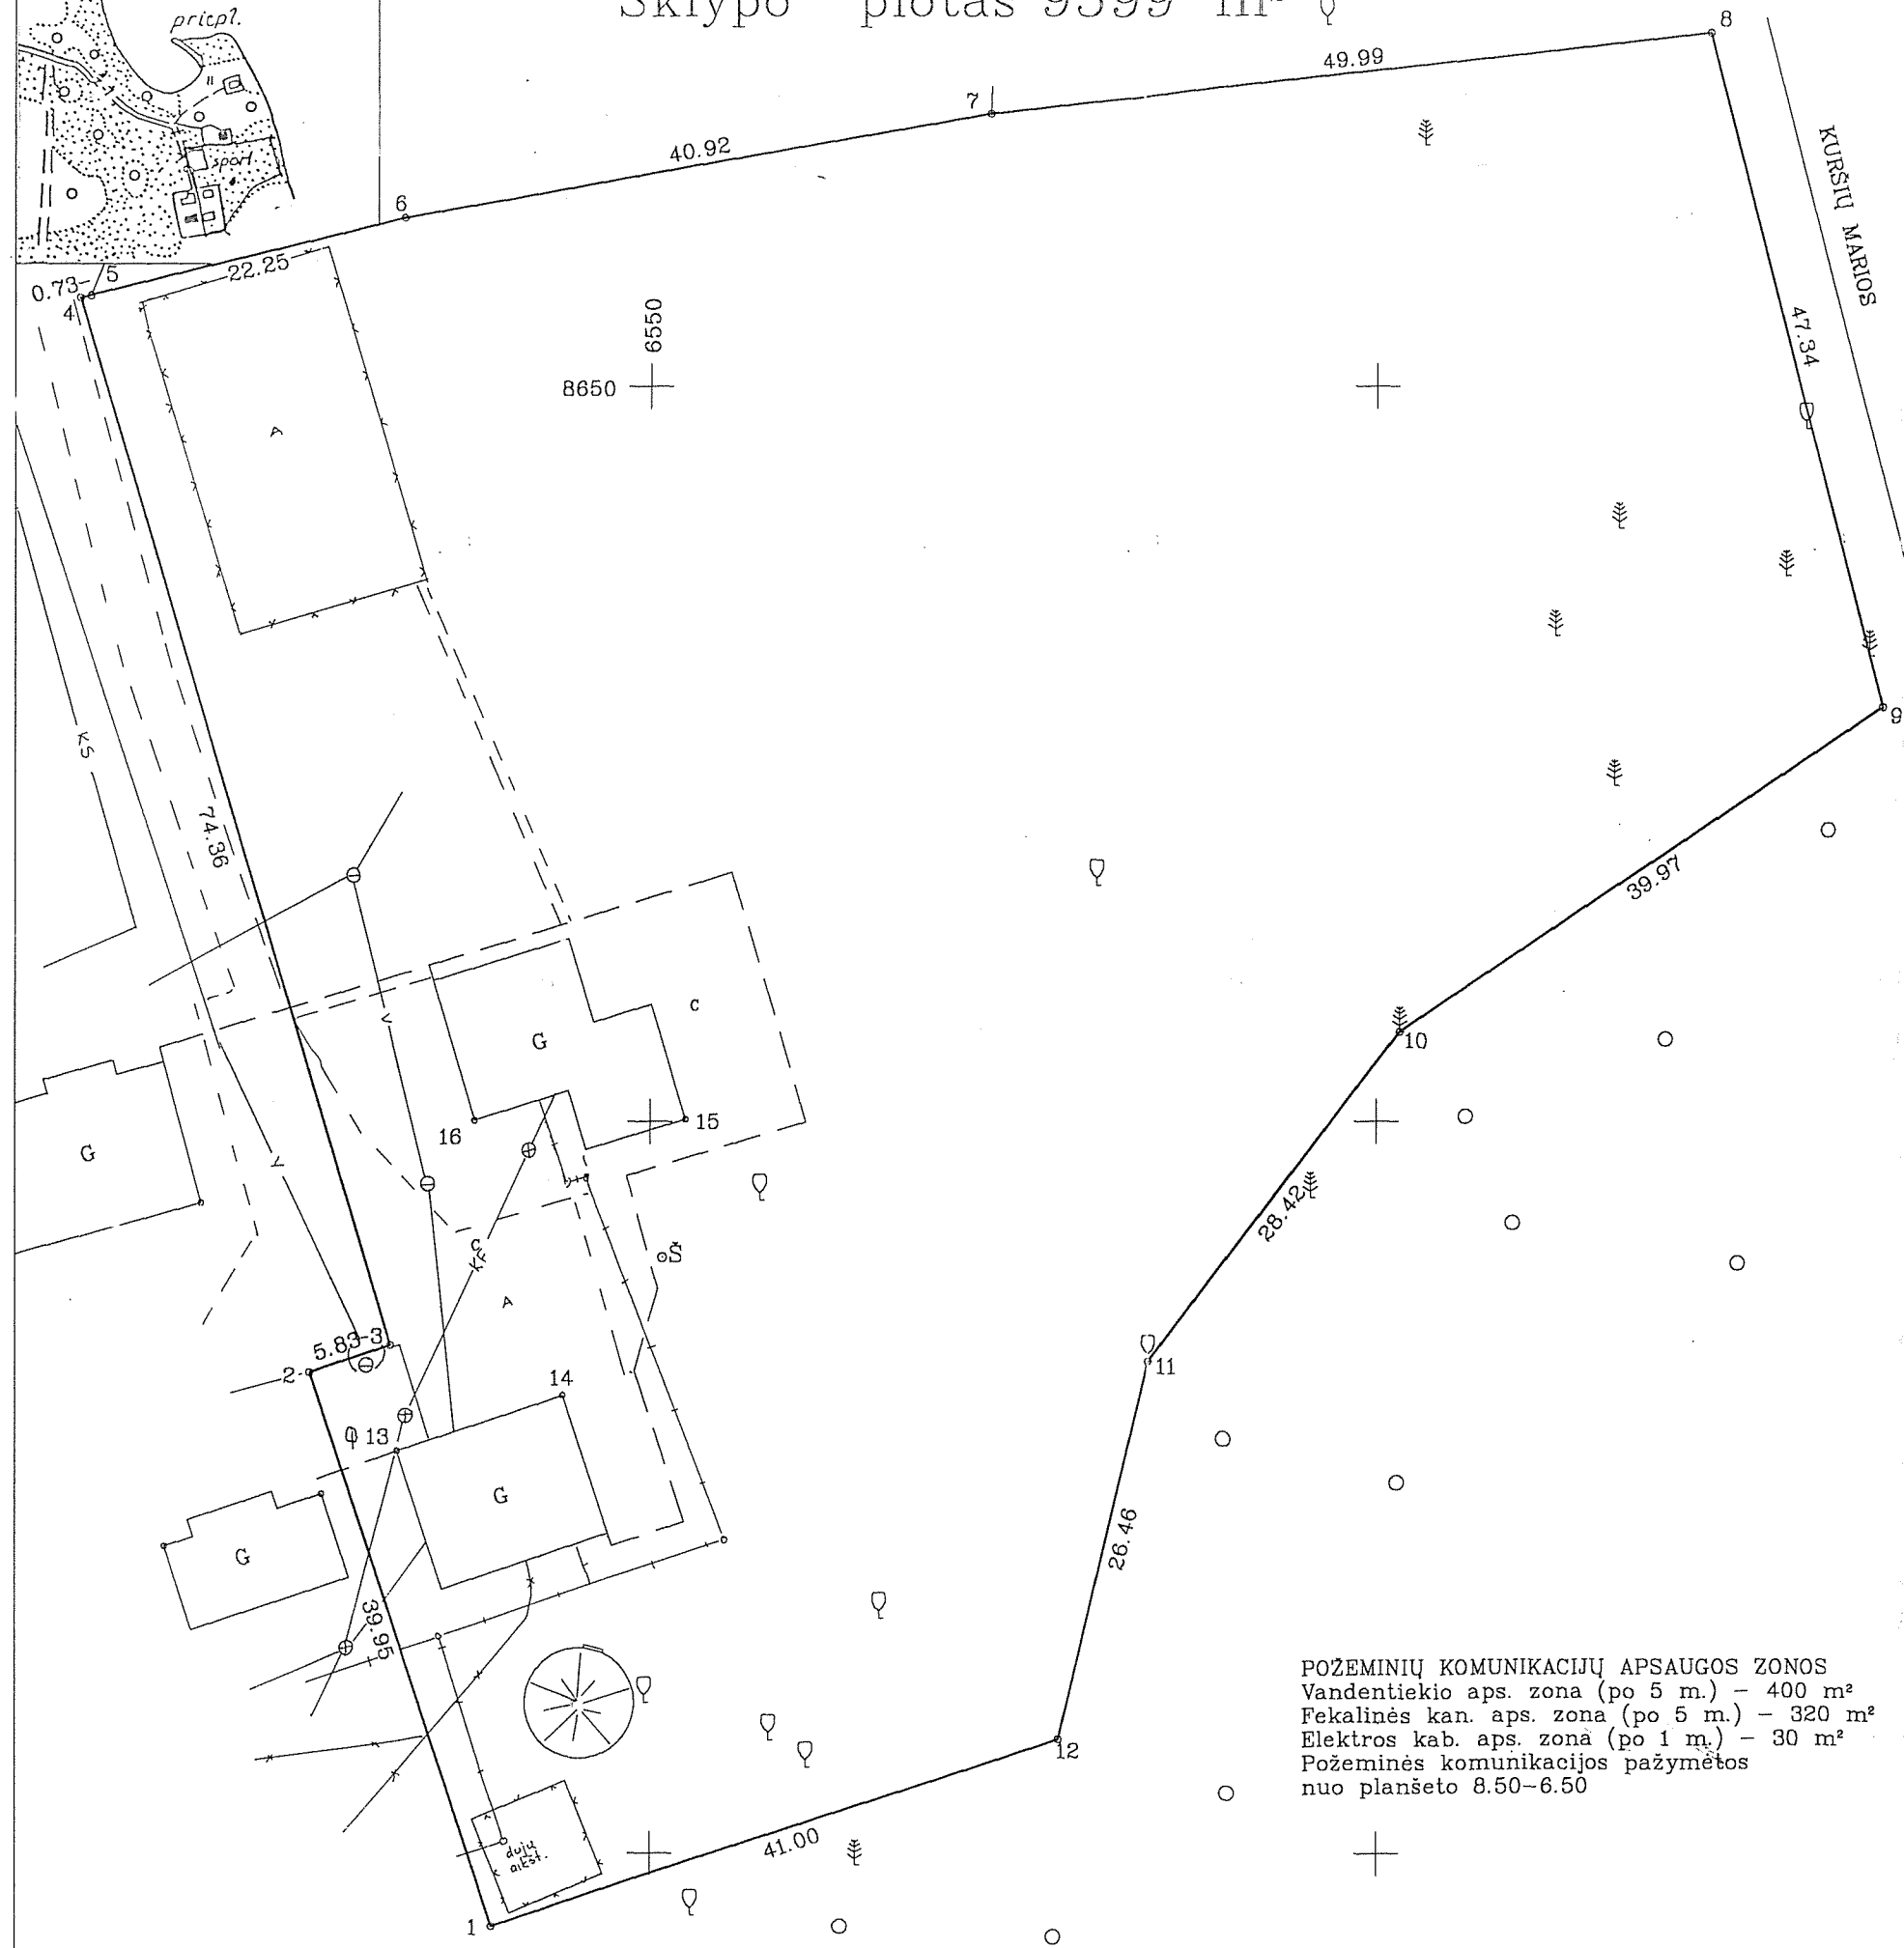 Sklypo plotas 9399 m²
pricpl.
8
49.99
7
KURŠIŲ MARIOS
40.92
sport.
6
22.25
0.73
5
4
6550
47.34
8650
A
KS
9
74.36
39.97
C
G
10
15
16
G
28.42
Š
C
KF
A
5.83
3
11
2
14
13
G
26.46
G
39.95
POŽEMINIŲ KOMUNIKACIJŲ APSAUGOS ZONOS
Vandentiekio aps. zona (po 5 m.) – 400 m²
Fekalinės kan. aps. zona (po 5 m.) – 320 m²
Elektros kab. aps. zona (po 1 m.) – 30 m²
Požeminės komunikacijos pažymėtos
nuo planšeto 8.50–6.50
12
41.00
dujų
aikšt.
1